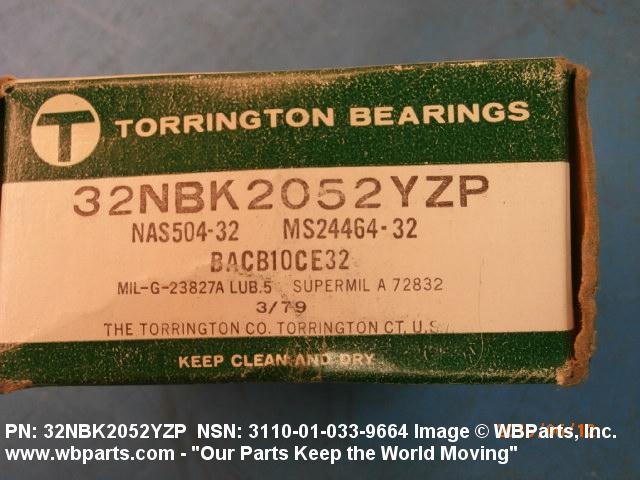 T TORRINGTON BEARINGS
32NBK2052YZP
NAS504-32 MS24464-32
BACB10CE32
MIL-G-23827A LUB.5 SUPERMIL A 72832
3/79
THE TORRINGTON CO. TORRINGTON CT. U.S.
KEEP CLEAN AND DRY
PN: 32NBK2052YZP NSN: 3110-01-033-9664 Image © WBParts, Inc.
www.wbparts.com - "Our Parts Keep the World Moving"